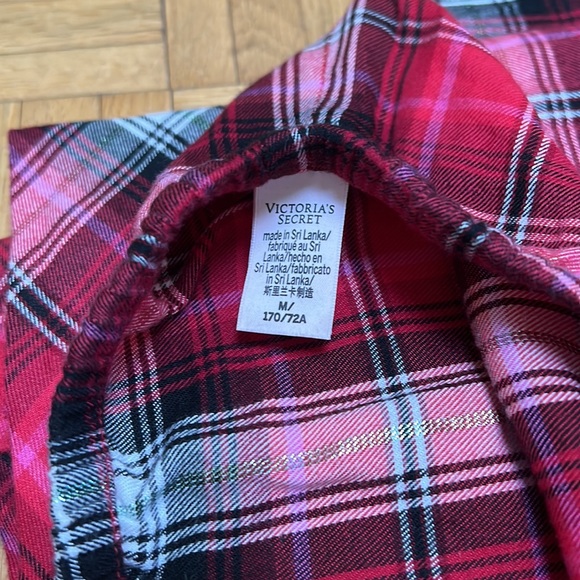 VICTORIA'S
SECRET
made in Sri Lanka/
fabriqué au Sri
Lanka/hecho en
Sri Lanka/fabbricato
in Sri Lanka/
斯里兰卡制造
M/
170/72A